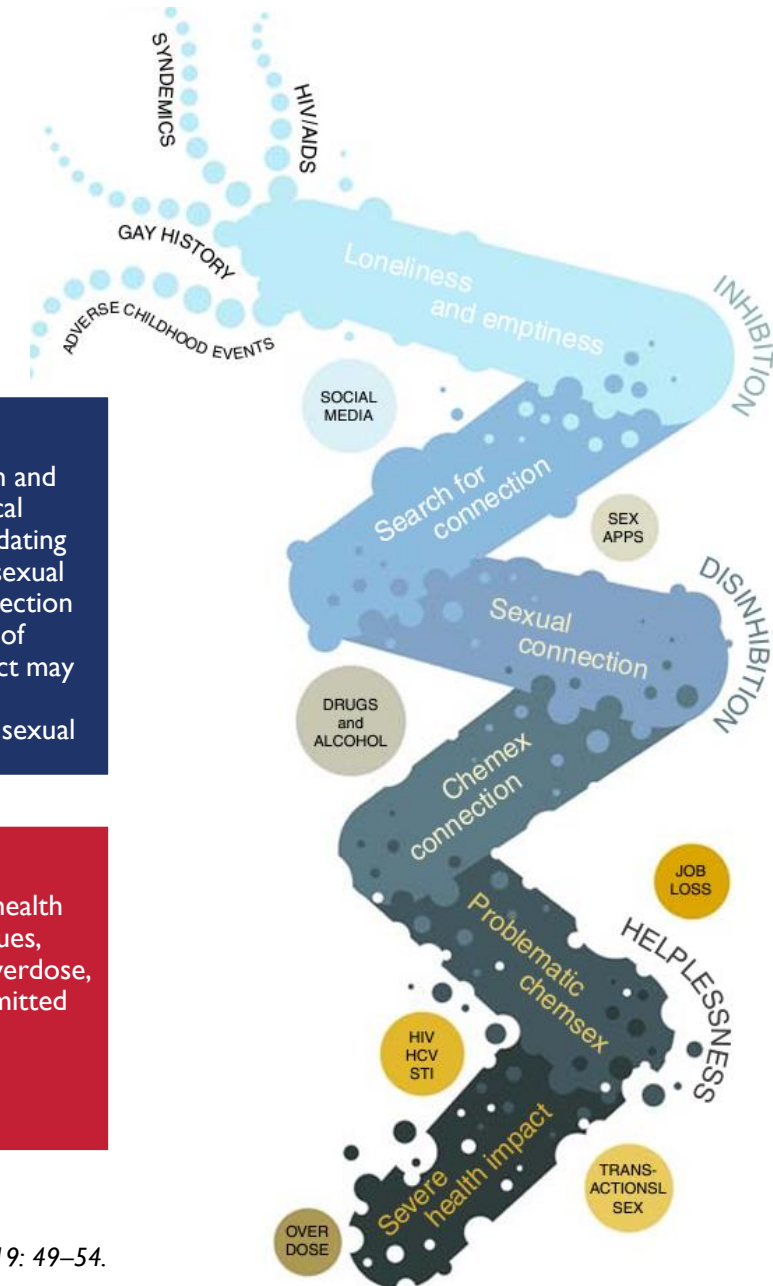 SYNDEMICS
HIV/AIDS
GAY HISTORY
ADVERSE CHILDHOOD EVENTS
Loneliness
and emptiness
INHIBITION
SOCIAL
MEDIA
Search for
connection
SEX
APPS
Sexual
connection
DISINHIBITION
DRUGS
and
ALCOHOL
Chemex
connection
JOB
LOSS
Problematic
chemsex
HELPLESSNESS
HIV
HCV
STI
Severe
health impact
TRANS-
ACTIONSL
SEX
OVER
DOSE
n and
cal
dating
sexual
ection
of
ct may
sexual
health
ues,
verdose,
mitted
19: 49–54.